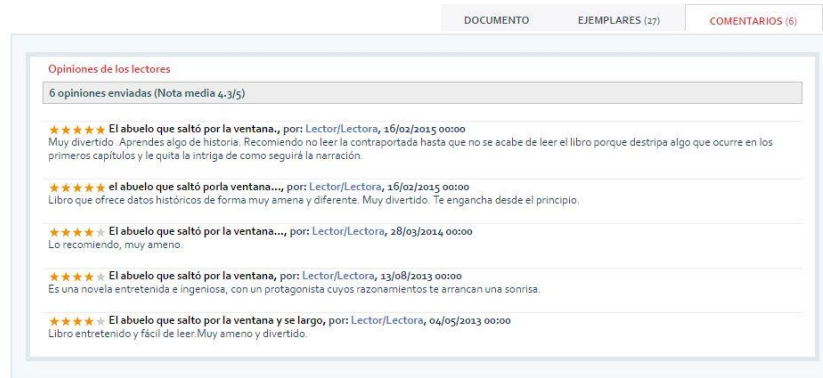 DOCUMENTO EJEMPLARES (27) COMENTARIOS (6)
Opiniones de los lectores
6 opiniones enviadas (Nota media 4.3/5)
El abuelo que saltó por la ventana., por: Lector/Lectora, 16/02/2015 00:00
Muy divertido .Aprendes algo de historia. Recomiendo no leer la contraportada hasta que no se acabe de leer el libro porque destripa algo que ocurre en los
primeros capítulos y le quita la intriga de como seguirá la narración.
el abuelo que saltó porla ventana..., por: Lector/Lectora, 16/02/2015 00:00
Libro que ofrece datos históricos de forma muy amena y diferente. Muy divertido. Te engancha desde el principio.
El abuelo que saltó por la ventana..., por: Lector/Lectora, 28/03/2014 00:00
Lo recomiendo, muy ameno.
El abuelo que saltó por la ventana, por: Lector/Lectora, 13/08/2013 00:00
Es una novela entretenida e ingeniosa, con un protagonista cuyos razonamientos te arrancan una sonrisa.
El abuelo que salto por la ventana y se largo, por: Lector/Lectora, 04/05/2013 00:00
Libro entretenido y fácil de leer.Muy ameno y divertido.